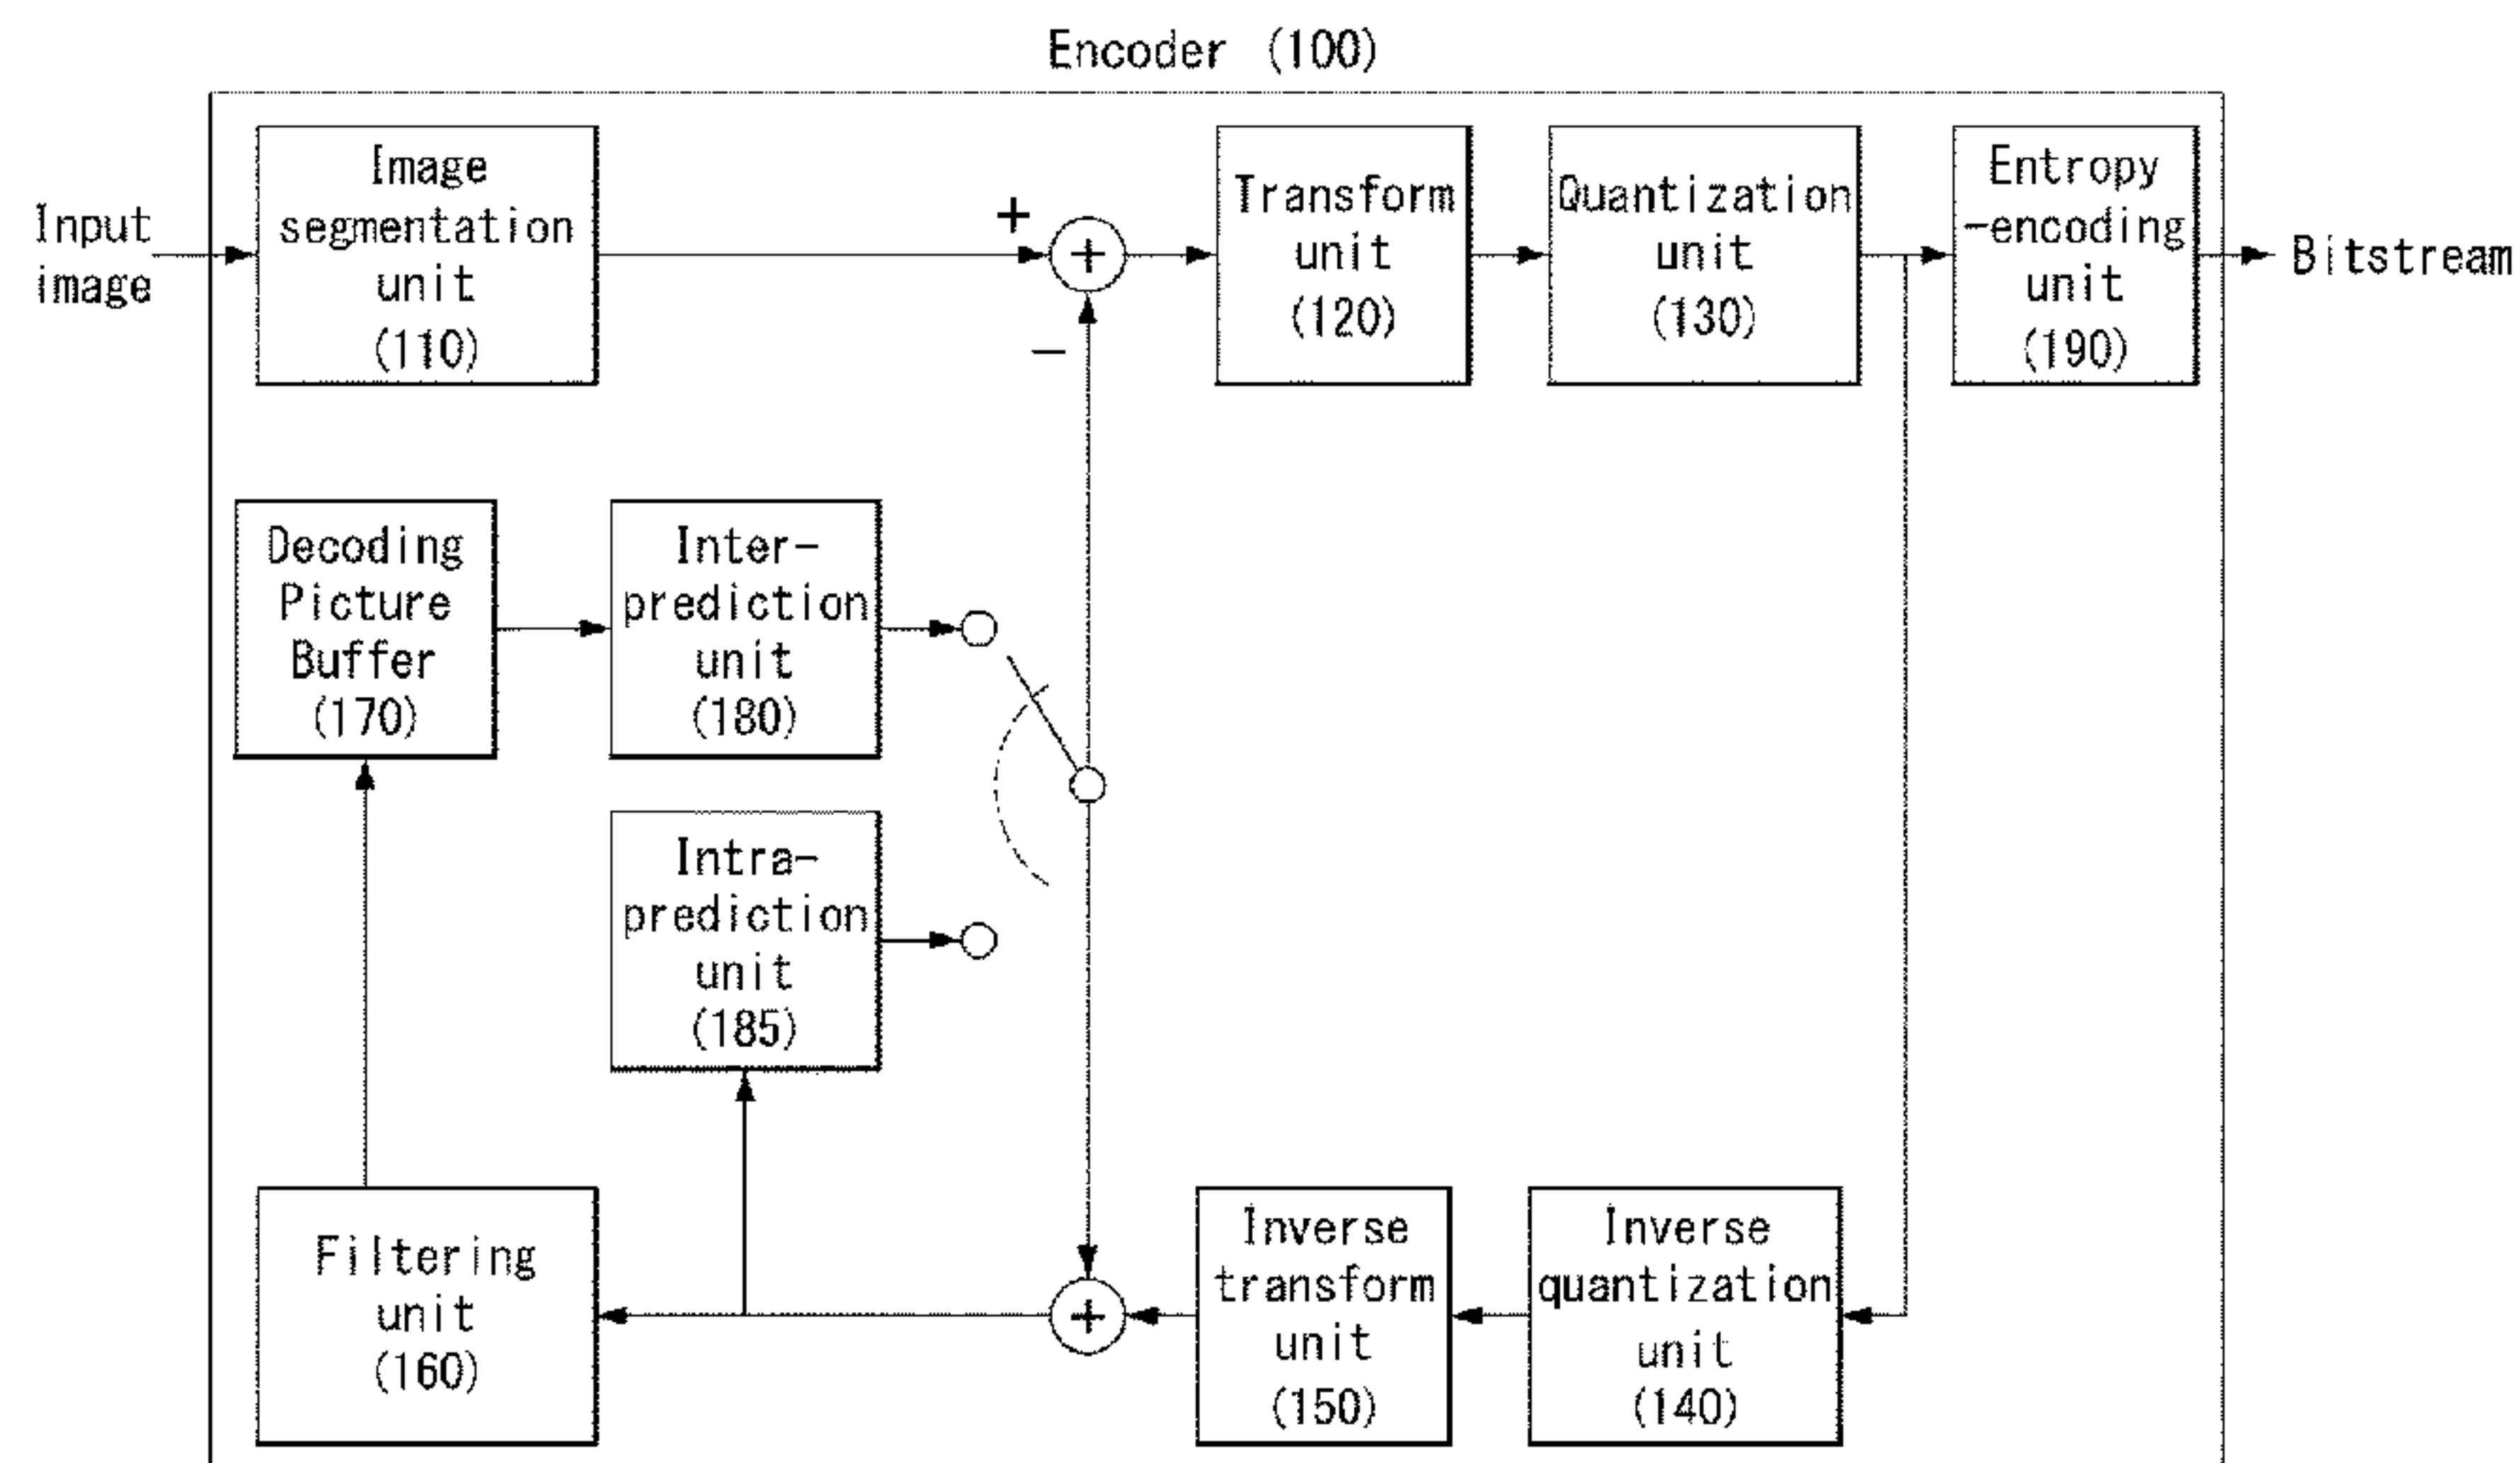 Encoder (100)
Input
image
Image
segmentation
unit
(110)
+
+
−
Transform
unit
(120)
Quantization
unit
(130)
Entropy
-encoding
unit
(190)
Bitstream
Decoding
Picture
Buffer
(170)
Inter-
prediction
unit
(180)
Intra-
prediction
unit
(185)
Filtering
unit
(160)
+
Inverse
transform
unit
(150)
Inverse
quantization
unit
(140)